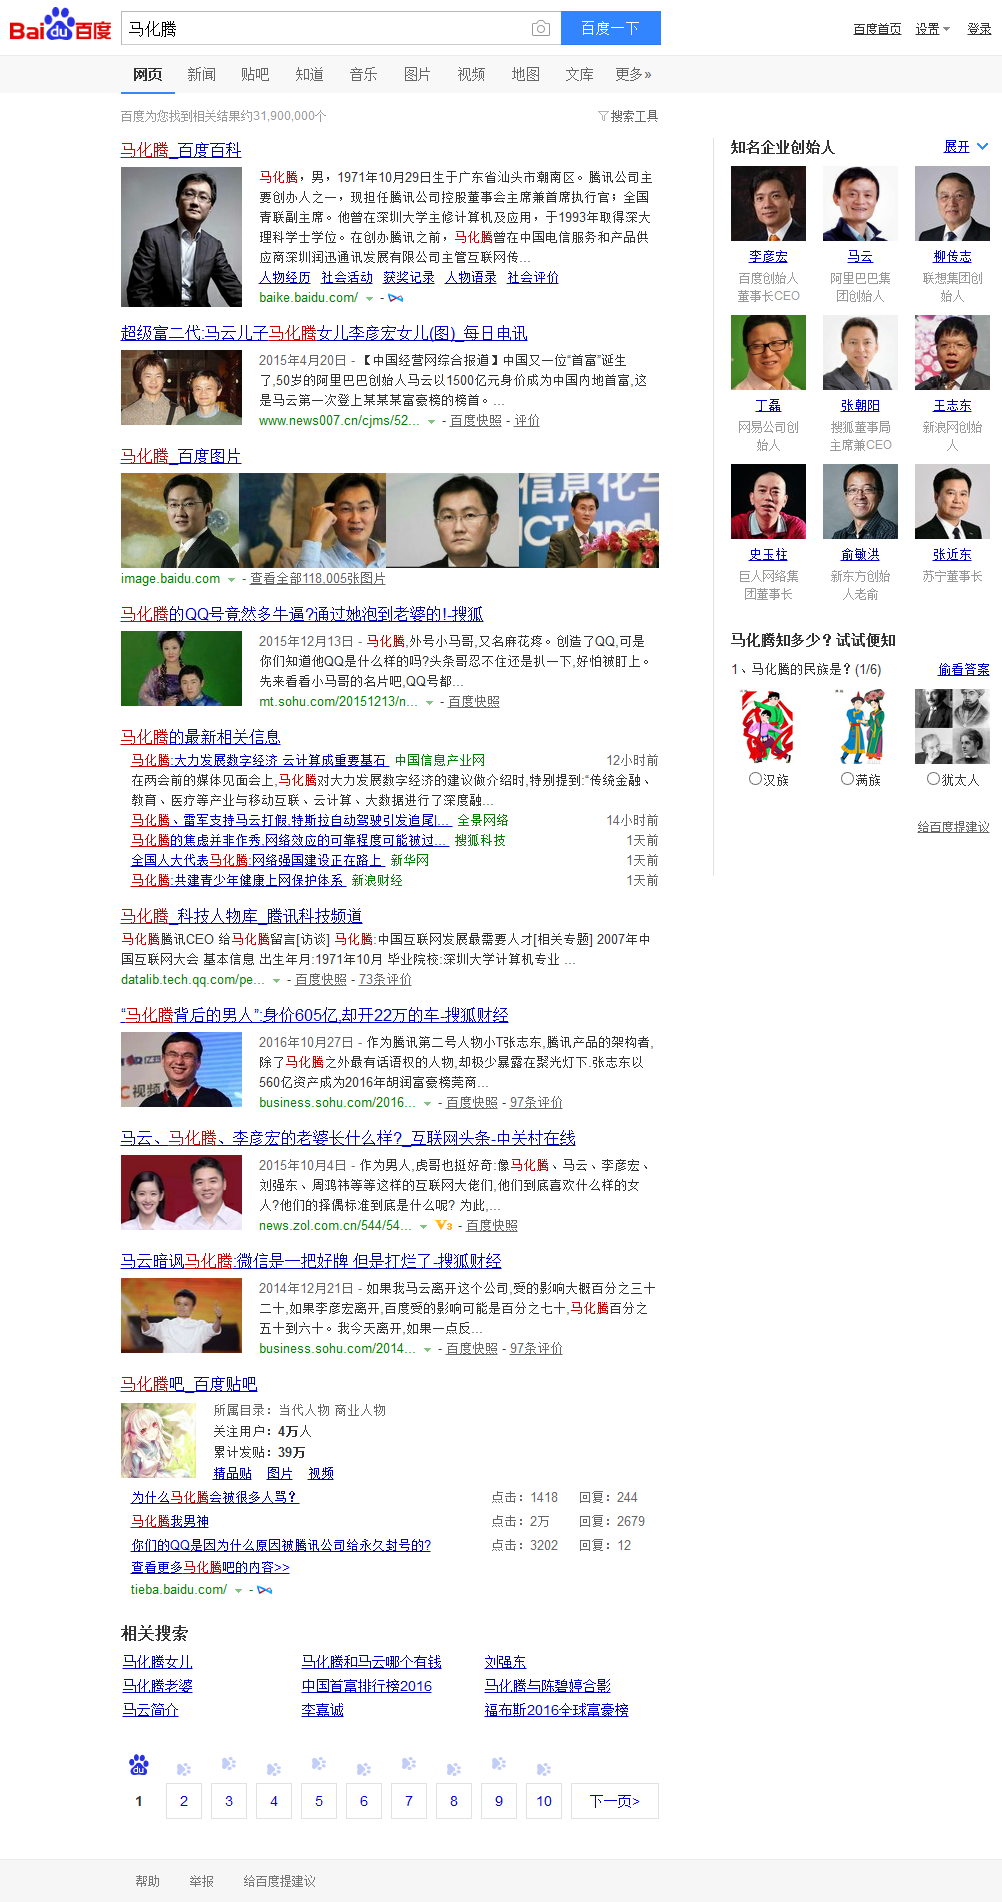 Bai du 百度
马化腾
百度一下
百度首页 设置 登录
网页 新闻 贴吧 知道 音乐 图片 视频 地图 文库 更多»
百度为您找到相关结果约31,900,000个
搜索工具
马化腾_百度百科
马化腾，男，1971年10月29日生于广东省汕头市潮南区。腾讯公司主
要创办人之一，现担任腾讯公司控股董事会主席兼首席执行官；全国
青联副主席。他曾在深圳大学主修计算机及应用，于1993年取得深大
理科学士学位。在创办腾讯之前，马化腾曾在中国电信服务和产品供
应商深圳润迅通讯发展有限公司主管互联网传...
人物经历 社会活动 获奖记录 人物语录 社会评价
baike.baidu.com/ -
超级富二代:马云儿子马化腾女儿李彦宏女儿(图)_每日电讯
2015年4月20日 - 【中国经营网综合报道】中国又一位“首富”诞生
了,50岁的阿里巴巴创始人马云以1500亿元身价成为中国内地首富,这
是马云第一次登上某某某富豪榜的榜首。...
www.news007.cn/cjms/52... - 百度快照 - 评价
马化腾_百度图片
image.baidu.com - 查看全部118,005张图片
马化腾的QQ号竟然多牛逼?通过她泡到老婆的!-搜狐
2015年12月13日 - 马化腾,外号小马哥,又名麻花疼。创造了QQ,可是
你们知道他QQ是什么样的吗?头条哥忍不住还是扒一下,好怕被盯上。
先来看看小马哥的名片吧,QQ号都...
mt.sohu.com/20151213/n... - 百度快照
马化腾的最新相关信息
马化腾:大力发展数字经济 云计算成重要基石 中国信息产业网 12小时前
在两会前的媒体见面会上,马化腾对大力发展数字经济的建议做介绍时,特别提到:“传统金融、
教育、医疗等产业与移动互联、云计算、大数据进行了深度融...
马化腾、雷军支持马云打假,特斯拉自动驾驶引发追尾|... 全景网络 14小时前
马化腾的焦虑并非作秀,网络效应的可靠程度可能被过... 搜狐科技 1天前
全国人大代表马化腾:网络强国建设正在路上 新华网 1天前
马化腾:共建青少年健康上网保护体系 新浪财经 1天前
马化腾_科技人物库_腾讯科技频道
马化腾腾讯CEO 给马化腾留言[访谈] 马化腾:中国互联网发展最需要人才[相关专题] 2007年中
国互联网大会 基本信息 出生年月:1971年10月 毕业院校:深圳大学计算机专业 ...
datalib.tech.qq.com/pe... - 百度快照 - 73条评价
“马化腾背后的男人”:身价605亿,却开22万的车-搜狐财经
2016年10月27日 - 作为腾讯第二号人物小T张志东,腾讯产品的架构者,
除了马化腾之外最有话语权的人物,却极少暴露在聚光灯下.张志东以
560亿资产成为2016年胡润富豪榜莞商...
business.sohu.com/2016... - 百度快照 - 97条评价
马云、马化腾、李彦宏的老婆长什么样?_互联网头条-中关村在线
2015年10月4日 - 作为男人,虎哥也挺好奇:像马化腾、马云、李彦宏、
刘强东、周鸿祎等等这样的互联网大佬们,他们到底喜欢什么样的女
人?他们的择偶标准到底是什么呢? 为此,...
news.zol.com.cn/544/54... V3 - 百度快照
马云暗讽马化腾:微信是一把好牌 但是打烂了-搜狐财经
2014年12月21日 - 如果我马云离开这个公司,受的影响大概百分之三十
二十,如果李彦宏离开,百度受的影响可能是百分之七十,马化腾百分之
五十到六十。我今天离开,如果一点反...
business.sohu.com/2014... - 百度快照 - 97条评价
马化腾吧_百度贴吧
所属目录：当代人物 商业人物
关注用户：4万人
累计发贴：39万
精品贴 图片 视频
为什么马化腾会被很多人骂？ 点击：1418 回复：244
马化腾我男神 点击：2万 回复：2679
你们的QQ是因为什么原因被腾讯公司给永久封号的? 点击：3202 回复：12
查看更多马化腾吧的内容>>
tieba.baidu.com/ -
相关搜索
马化腾女儿 马化腾和马云哪个有钱 刘强东
马化腾老婆 中国首富排行榜2016 马化腾与陈碧婷合影
马云简介 李嘉诚 福布斯2016全球富豪榜
1 2 3 4 5 6 7 8 9 10 下一页>
帮助 举报 给百度提建议
知名企业创始人 展开
李彦宏 马云 柳传志
百度创始人 阿里巴巴集 联想集团创
董事长CEO 团创始人 始人
丁磊 张朝阳 王志东
网易公司创 搜狐董事局 新浪网创始
始人 主席兼CEO 人
史玉柱 俞敏洪 张近东
巨人网络集 新东方创始 苏宁董事长
团董事长 人老俞
马化腾知多少？试试便知
1、马化腾的民族是？(1/6) 偷看答案
汉族 满族 犹太人
给百度提建议